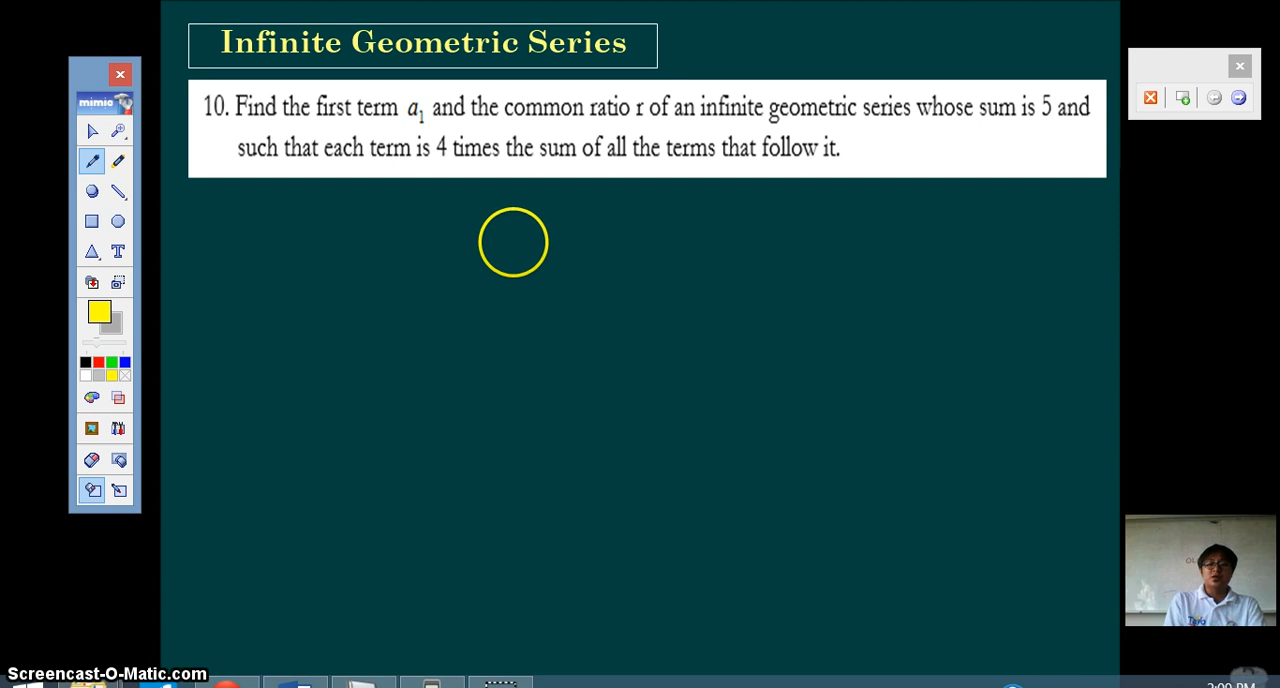 Infinite Geometric Series
mimio
10. Find the first term a₁ and the common ratio r of an infinite geometric series whose sum is 5 and
such that each term is 4 times the sum of all the terms that follow it.
T
Screencast-O-Matic.com